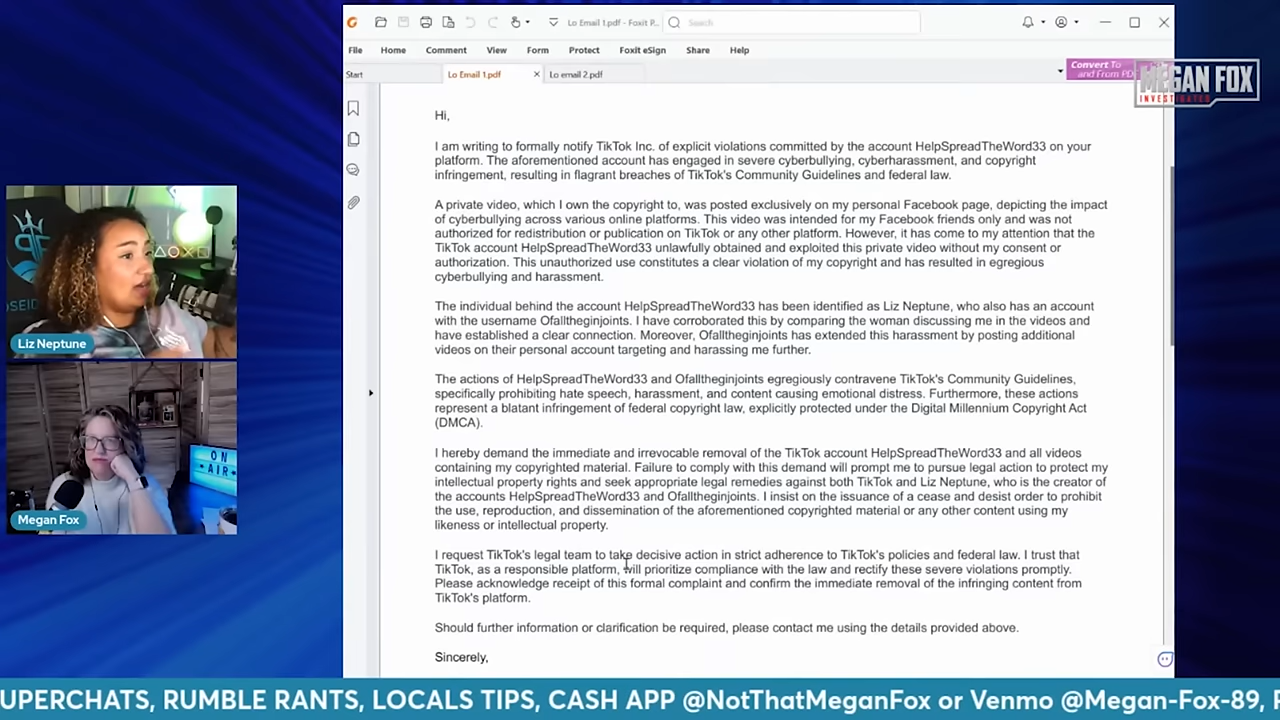 Lo Email 1.pdf - Foxit P...
Search
File Home Comment View Form Protect Foxit eSign Share Help
Start Lo Email 1.pdf Lo email 2.pdf
Convert To
and From PD
MEGAN FOX
INVESTIGATED
Hi,
I am writing to formally notify TikTok Inc. of explicit violations committed by the account HelpSpreadTheWord33 on your
platform. The aforementioned account has engaged in severe cyberbullying, cyberharassment, and copyright
infringement, resulting in flagrant breaches of TikTok's Community Guidelines and federal law.
A private video, which I own the copyright to, was posted exclusively on my personal Facebook page, depicting the impact
of cyberbullying across various online platforms. This video was intended for my Facebook friends only and was not
authorized for redistribution or publication on TikTok or any other platform. However, it has come to my attention that the
TikTok account HelpSpreadTheWord33 unlawfully obtained and exploited this private video without my consent or
authorization. This unauthorized use constitutes a clear violation of my copyright and has resulted in egregious
cyberbullying and harassment.
The individual behind the account HelpSpreadTheWord33 has been identified as Liz Neptune, who also has an account
with the username Ofalltheginjoints. I have corroborated this by comparing the woman discussing me in the videos and
have established a clear connection. Moreover, Ofalltheginjoints has extended this harassment by posting additional
videos on their personal account targeting and harassing me further.
The actions of HelpSpreadTheWord33 and Ofalltheginjoints egregiously contravene TikTok's Community Guidelines,
specifically prohibiting hate speech, harassment, and content causing emotional distress. Furthermore, these actions
represent a blatant infringement of federal copyright law, explicitly protected under the Digital Millennium Copyright Act
(DMCA).
I hereby demand the immediate and irrevocable removal of the TikTok account HelpSpreadTheWord33 and all videos
containing my copyrighted material. Failure to comply with this demand will prompt me to pursue legal action to protect my
intellectual property rights and seek appropriate legal remedies against both TikTok and Liz Neptune, who is the creator of
the accounts HelpSpreadTheWord33 and Ofalltheginjoints. I insist on the issuance of a cease and desist order to prohibit
the use, reproduction, and dissemination of the aforementioned copyrighted material or any other content using my
likeness or intellectual property.
I request TikTok's legal team to take decisive action in strict adherence to TikTok's policies and federal law. I trust that
TikTok, as a responsible platform, will prioritize compliance with the law and rectify these severe violations promptly.
Please acknowledge receipt of this formal complaint and confirm the immediate removal of the infringing content from
TikTok's platform.
Should further information or clarification be required, please contact me using the details provided above.
Sincerely,
Liz Neptune
ON
AIR
Megan Fox
UPERCHATS, RUMBLE RANTS, LOCALS TIPS, CASH APP @NotThatMeganFox or Venmo @Megan-Fox-89,